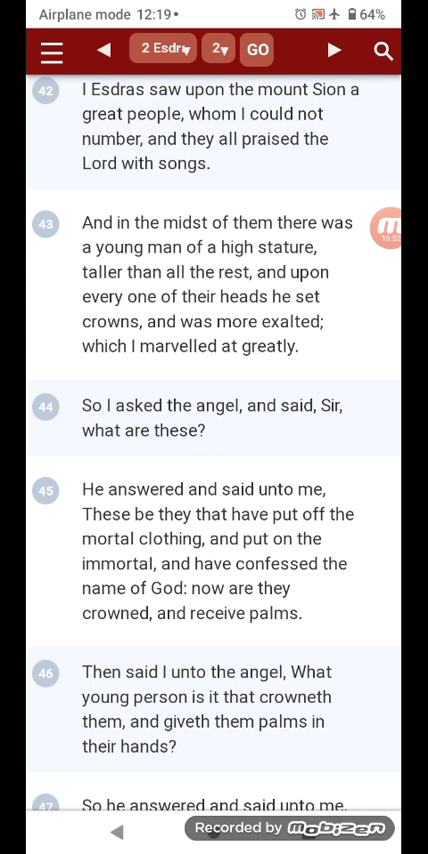 Airplane mode 12:19 • 64%
2 Esdr 2 GO
42 I Esdras saw upon the mount Sion a
great people, whom I could not
number, and they all praised the
Lord with songs.
43 And in the midst of them there was
a young man of a high stature,
taller than all the rest, and upon
every one of their heads he set
crowns, and was more exalted;
which I marvelled at greatly.
m
16:52
44 So I asked the angel, and said, Sir,
what are these?
45 He answered and said unto me,
These be they that have put off the
mortal clothing, and put on the
immortal, and have confessed the
name of God: now are they
crowned, and receive palms.
46 Then said I unto the angel, What
young person is it that crowneth
them, and giveth them palms in
their hands?
47 So he answered and said unto me,
Recorded by mobizen